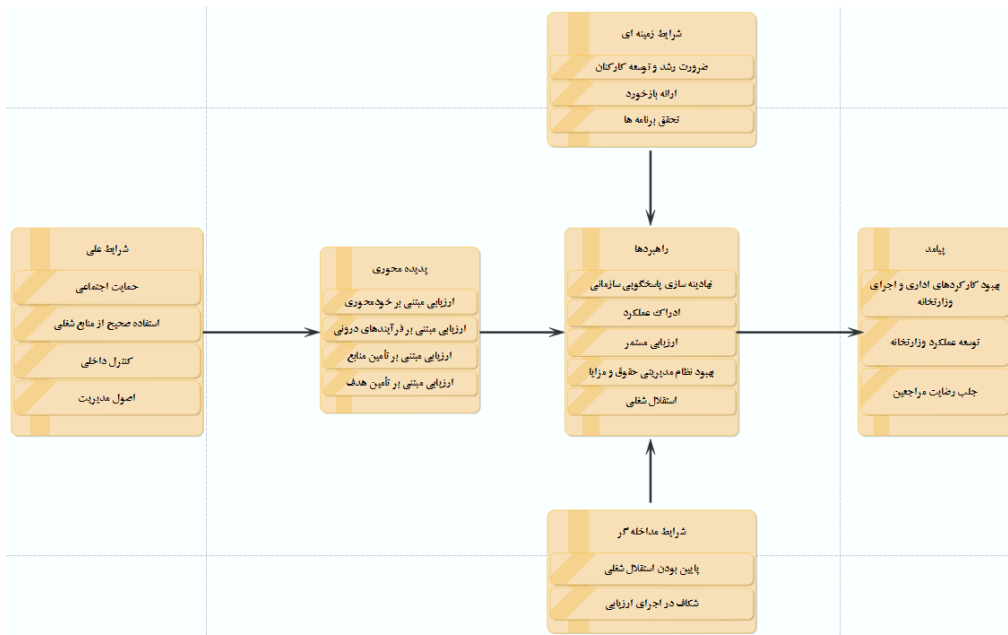 شرایط زمینه ای
ضرورت رشد و توسعه کارکنان
ارائه بازخورد
تحقق برنامه ها
شرایط علی
حمایت اجتماعی
استفاده صحیح از منابع شغلی
کنترل داخلی
اصول مدیریت
پدیده محوری
ارزیابی مبتنی بر خودمحوری
ارزیابی مبتنی بر فرآیندهای درونی
ارزیابی مبتنی بر تأمین منابع
ارزیابی مبتنی بر تأمین هدف
راهبردها
نهادینه سازی پاسخگویی سازمانی
ادراک عملکرد
ارزیابی مستمر
بهبود نظام مدیریتی حقوق و مزایا
استقلال شغلی
پیامد
بهبود کارکردهای اداری و اجرای
وزارتخانه
توسعه عملکرد وزارتخانه
جلب رضایت مراجعین
شرایط مداخله گر
پایین بودن استقلال شغلی
شکاف در اجرای ارزیابی